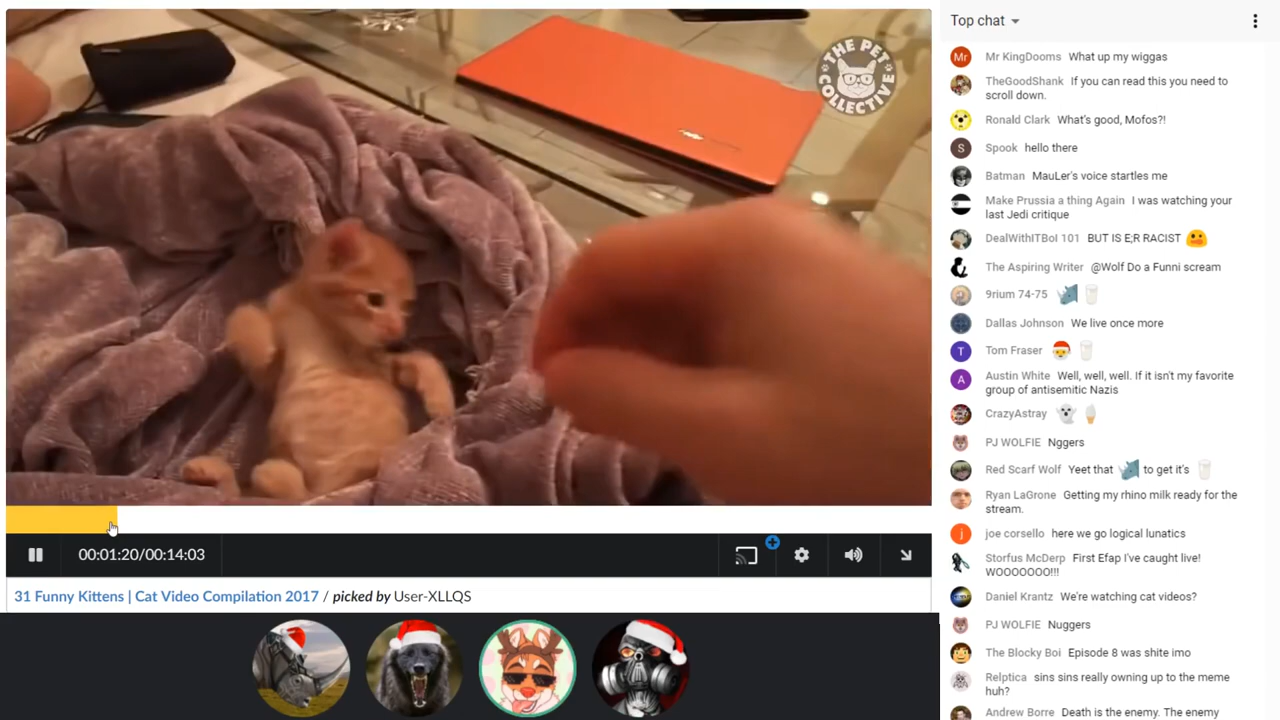 THE PET
COLLECTIVE
00:01:20/00:14:03
31 Funny Kittens | Cat Video Compilation 2017 / picked by User-XLLQS
Top chat
Mr
Mr KingDooms What up my wiggas
TheGoodShank If you can read this you need to
scroll down.
Ronald Clark What's good, Mofos?!
S
Spook hello there
Batman MauLer's voice startles me
Make Prussia a thing Again I was watching your
last Jedi critique
DealWithITBoI 101 BUT IS E;R RACIST
The Aspiring Writer @Wolf Do a Funni scream
9rium 74-75
Dallas Johnson We live once more
T
Tom Fraser
A
Austin White Well, well, well. If it isn't my favorite
group of antisemitic Nazis
CrazyAstray
PJ WOLFIE Nggers
Red Scarf Wolf Yeet that to get it's
Ryan LaGrone Getting my rhino milk ready for the
stream.
j
joe corsello here we go logical lunatics
Storfus McDerp First Efap I've caught live!
WOOOOOOO!!!
Daniel Krantz We're watching cat videos?
PJ WOLFIE Nuggers
The Blocky Boi Episode 8 was shite imo
Relptica sins sins really owning up to the meme
huh?
Andrew Borre Death is the enemy. The enemy